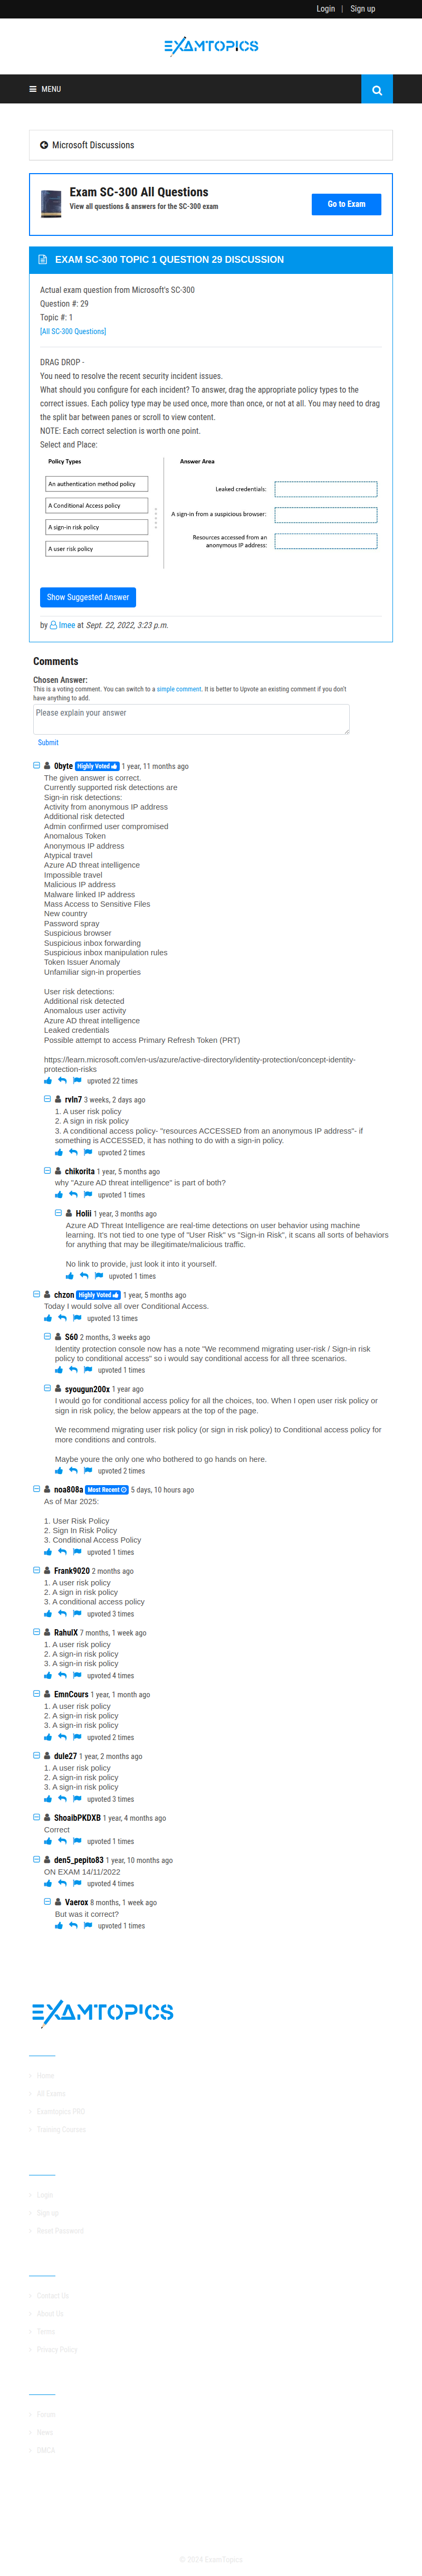 Login | Sign up
EXAMTOPICS
MENU
Microsoft Discussions
Exam SC-300 All Questions
View all questions & answers for the SC-300 exam
Go to Exam
EXAM SC-300 TOPIC 1 QUESTION 29 DISCUSSION
Actual exam question from Microsoft's SC-300
Question #: 29
Topic #: 1
[All SC-300 Questions]
DRAG DROP -
You need to resolve the recent security incident issues.
What should you configure for each incident? To answer, drag the appropriate policy types to the
correct issues. Each policy type may be used once, more than once, or not at all. You may need to drag
the split bar between panes or scroll to view content.
NOTE: Each correct selection is worth one point.
Select and Place:
Policy Types
Answer Area
An authentication method policy
A Conditional Access policy
A sign-in risk policy
A user risk policy
Leaked credentials:
A sign-in from a suspicious browser:
Resources accessed from an
anonymous IP address:
Show Suggested Answer
by Imee at Sept. 22, 2022, 3:23 p.m.
Comments
Chosen Answer:
This is a voting comment. You can switch to a simple comment. It is better to Upvote an existing comment if you don't
have anything to add.
Please explain your answer
Submit
0byte Highly Voted 1 year, 11 months ago
The given answer is correct.
Currently supported risk detections are
Sign-in risk detections:
Activity from anonymous IP address
Additional risk detected
Admin confirmed user compromised
Anomalous Token
Anonymous IP address
Atypical travel
Azure AD threat intelligence
Impossible travel
Malicious IP address
Malware linked IP address
Mass Access to Sensitive Files
New country
Password spray
Suspicious browser
Suspicious inbox forwarding
Suspicious inbox manipulation rules
Token Issuer Anomaly
Unfamiliar sign-in properties
User risk detections:
Additional risk detected
Anomalous user activity
Azure AD threat intelligence
Leaked credentials
Possible attempt to access Primary Refresh Token (PRT)
https://learn.microsoft.com/en-us/azure/active-directory/identity-protection/concept-identity-
protection-risks
upvoted 22 times
rvln7 3 weeks, 2 days ago
1. A user risk policy
2. A sign in risk policy
3. A conditional access policy- "resources ACCESSED from an anonymous IP address"- if
something is ACCESSED, it has nothing to do with a sign-in policy.
upvoted 2 times
chikorita 1 year, 5 months ago
why "Azure AD threat intelligence" is part of both?
upvoted 1 times
Holii 1 year, 3 months ago
Azure AD Threat Intelligence are real-time detections on user behavior using machine
learning. It's not tied to one type of "User Risk" vs "Sign-in Risk", it scans all sorts of behaviors
for anything that may be illegitimate/malicious traffic.
No link to provide, just look it into it yourself.
upvoted 1 times
chzon Highly Voted 1 year, 5 months ago
Today I would solve all over Conditional Access.
upvoted 13 times
S60 2 months, 3 weeks ago
Identity protection console now has a note "We recommend migrating user-risk / Sign-in risk
policy to conditional access" so i would say conditional access for all three scenarios.
upvoted 1 times
syougun200x 1 year ago
I would go for conditional access policy for all the choices, too. When I open user risk policy or
sign in risk policy, the below appears at the top of the page.
We recommend migrating user risk policy (or sign in risk policy) to Conditional access policy for
more conditions and controls.
Maybe youre the only one who bothered to go hands on here.
upvoted 2 times
noa808a Most Recent 5 days, 10 hours ago
As of Mar 2025:
1. User Risk Policy
2. Sign In Risk Policy
3. Conditional Access Policy
upvoted 1 times
Frank9020 2 months ago
1. A user risk policy
2. A sign in risk policy
3. A conditional access policy
upvoted 3 times
RahulX 7 months, 1 week ago
1. A user risk policy
2. A sign-in risk policy
3. A sign-in risk policy
upvoted 4 times
EmnCours 1 year, 1 month ago
1. A user risk policy
2. A sign-in risk policy
3. A sign-in risk policy
upvoted 2 times
dule27 1 year, 2 months ago
1. A user risk policy
2. A sign-in risk policy
3. A sign-in risk policy
upvoted 3 times
ShoaibPKDXB 1 year, 4 months ago
Correct
upvoted 1 times
den5_pepito83 1 year, 10 months ago
ON EXAM 14/11/2022
upvoted 4 times
Vaerox 8 months, 1 week ago
But was it correct?
upvoted 1 times
EXAMTOPICS
Home
All Exams
Examtopics PRO
Training Courses
Login
Sign up
Reset Password
Contact Us
About Us
Terms
Privacy Policy
Forum
News
DMCA
© 2024 ExamTopics